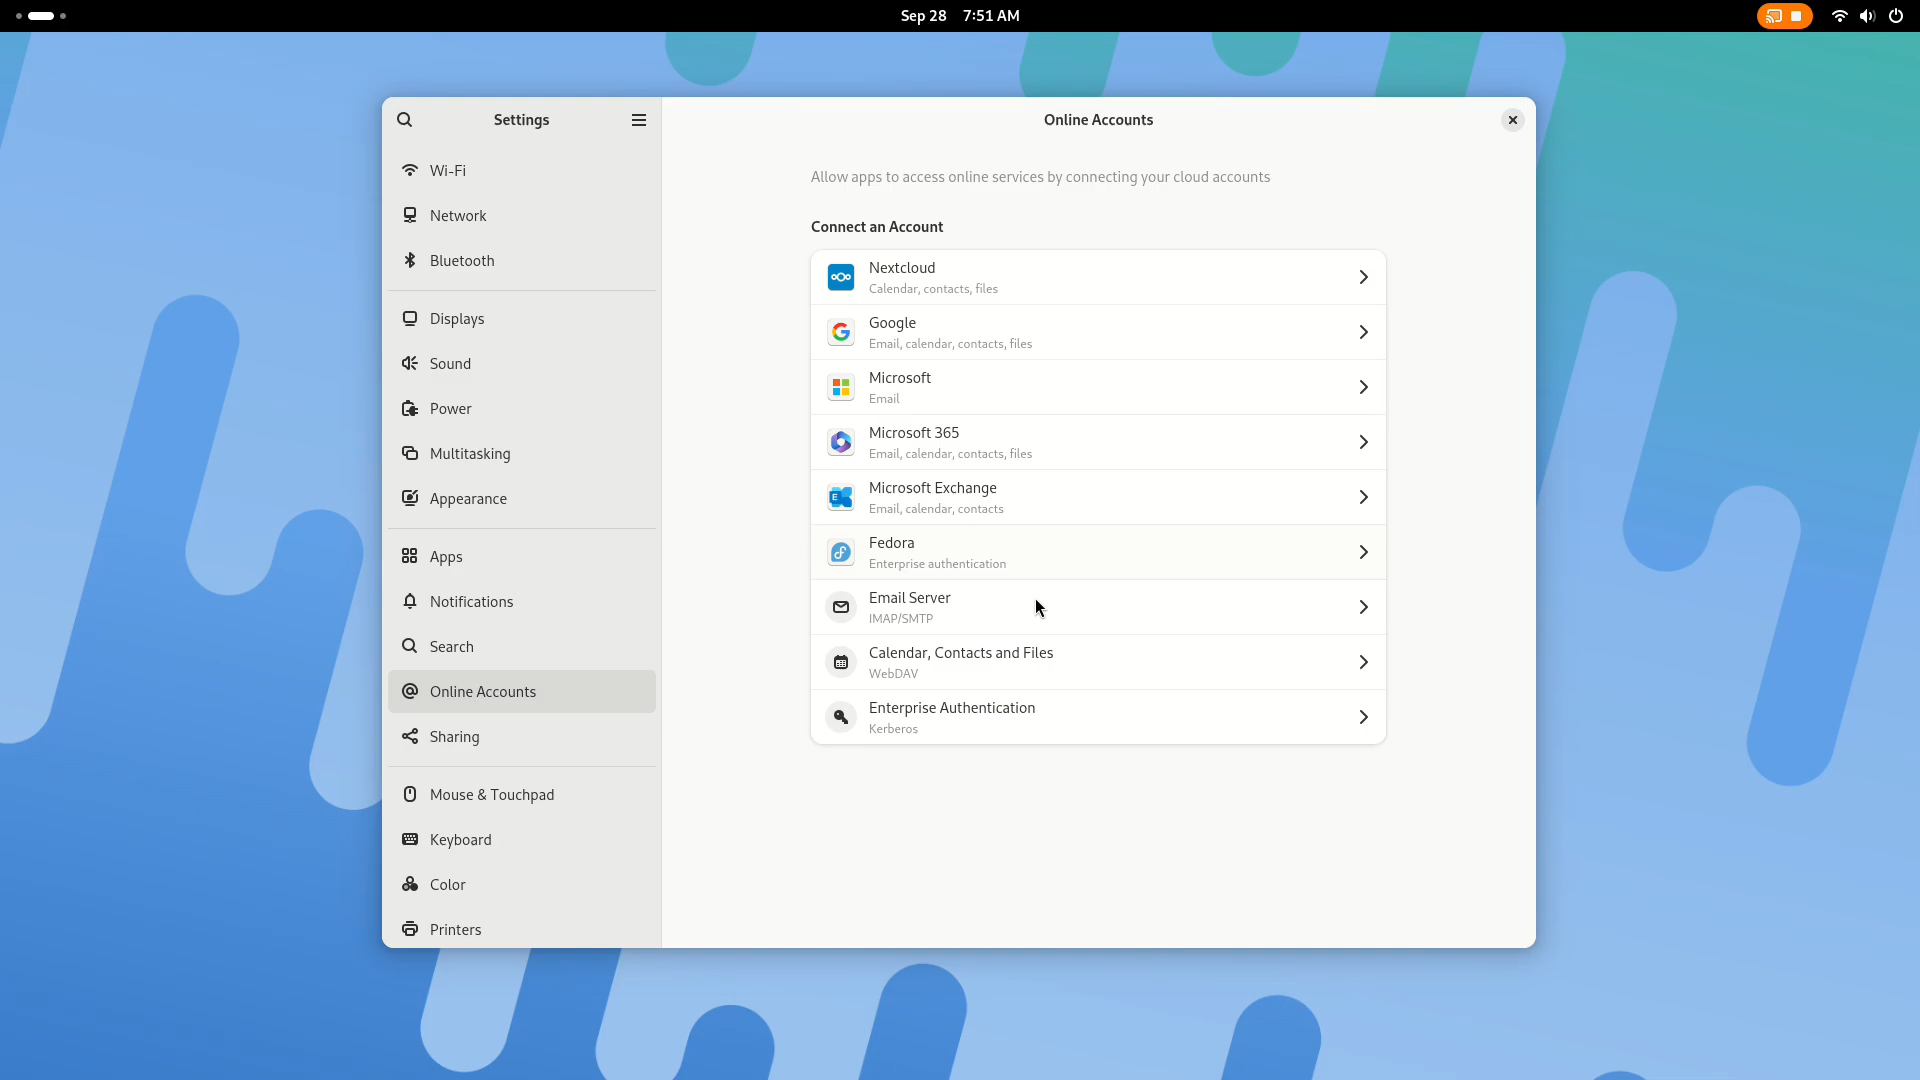 Sep 28 7:51 AM
Settings
Online Accounts
Wi-Fi
Network
Bluetooth
Displays
Sound
Power
Multitasking
Appearance
Apps
Notifications
Search
Online Accounts
Sharing
Mouse & Touchpad
Keyboard
Color
Printers
Allow apps to access online services by connecting your cloud accounts
Connect an Account
Nextcloud
Calendar, contacts, files
Google
Email, calendar, contacts, files
Microsoft
Email
Microsoft 365
Email, calendar, contacts, files
Microsoft Exchange
Email, calendar, contacts
Fedora
Enterprise authentication
Email Server
IMAP/SMTP
Calendar, Contacts and Files
WebDAV
Enterprise Authentication
Kerberos